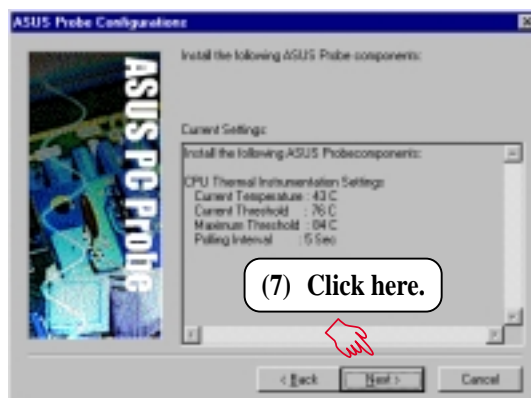 ASUS Probe Configurations
Install the following ASUS Probe components:
ASUS PC Probe
Current Settings:
Install the following ASUS Probecomponents:
CPU Thermal Instrumentation Settings
Current Temperature : 43 C
Current Threshold : 76 C
Maximum Threshold : 84 C
Polling Interval : 5 Sec
(7) Click here.
< Back
Next >
Cancel